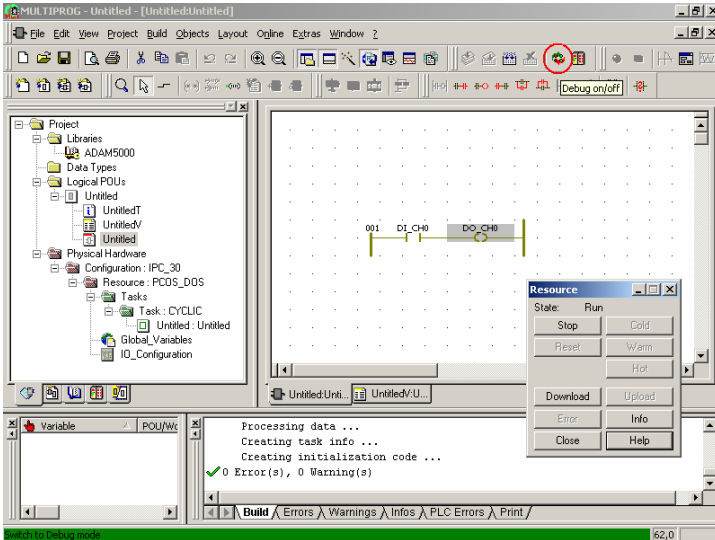 MULTIPROG - Untitled - [Untitled:Untitled]
File Edit View Project Build Objects Layout Online Extras Window ?
Debug on/off
Project
Libraries
ADAM5000
Data Types
Logical POUs
Untitled
UntitledT
UntitledV
Untitled
Physical Hardware
Configuration : IPC_30
Resource : PCOS_DOS
Tasks
Task : CYCLIC
Untitled : Untitled
Global_Variables
IO_Configuration
001 DI_CH0 DO_CH0
Untitled:Unti... UntitledV:U...
Resource
State: Run
Stop Cold
Reset Warm
Hot
Download Upload
Error Info
Close Help
Variable POU/Wo
Processing data ...
Creating task info ...
Creating initialization code ...
0 Error(s), 0 Warning(s)
Build Errors Warnings Infos PLC Errors Print
Switch to Debug mode 62,0